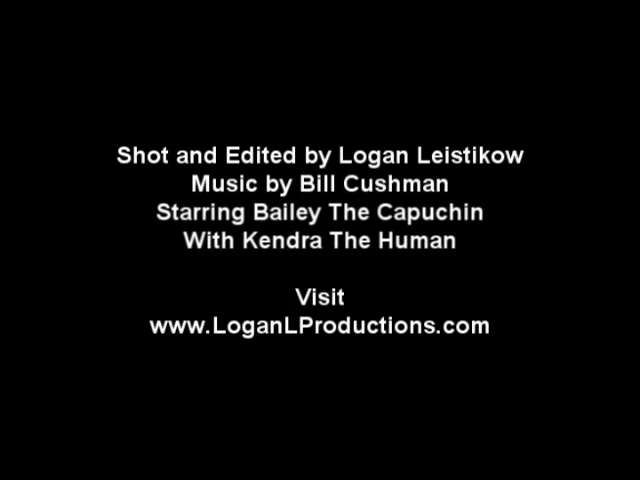 Shot and Edited by Logan Leistikow
Music by Bill Cushman
Starring Bailey The Capuchin
With Kendra The Human
Visit
www.LoganLProductions.com